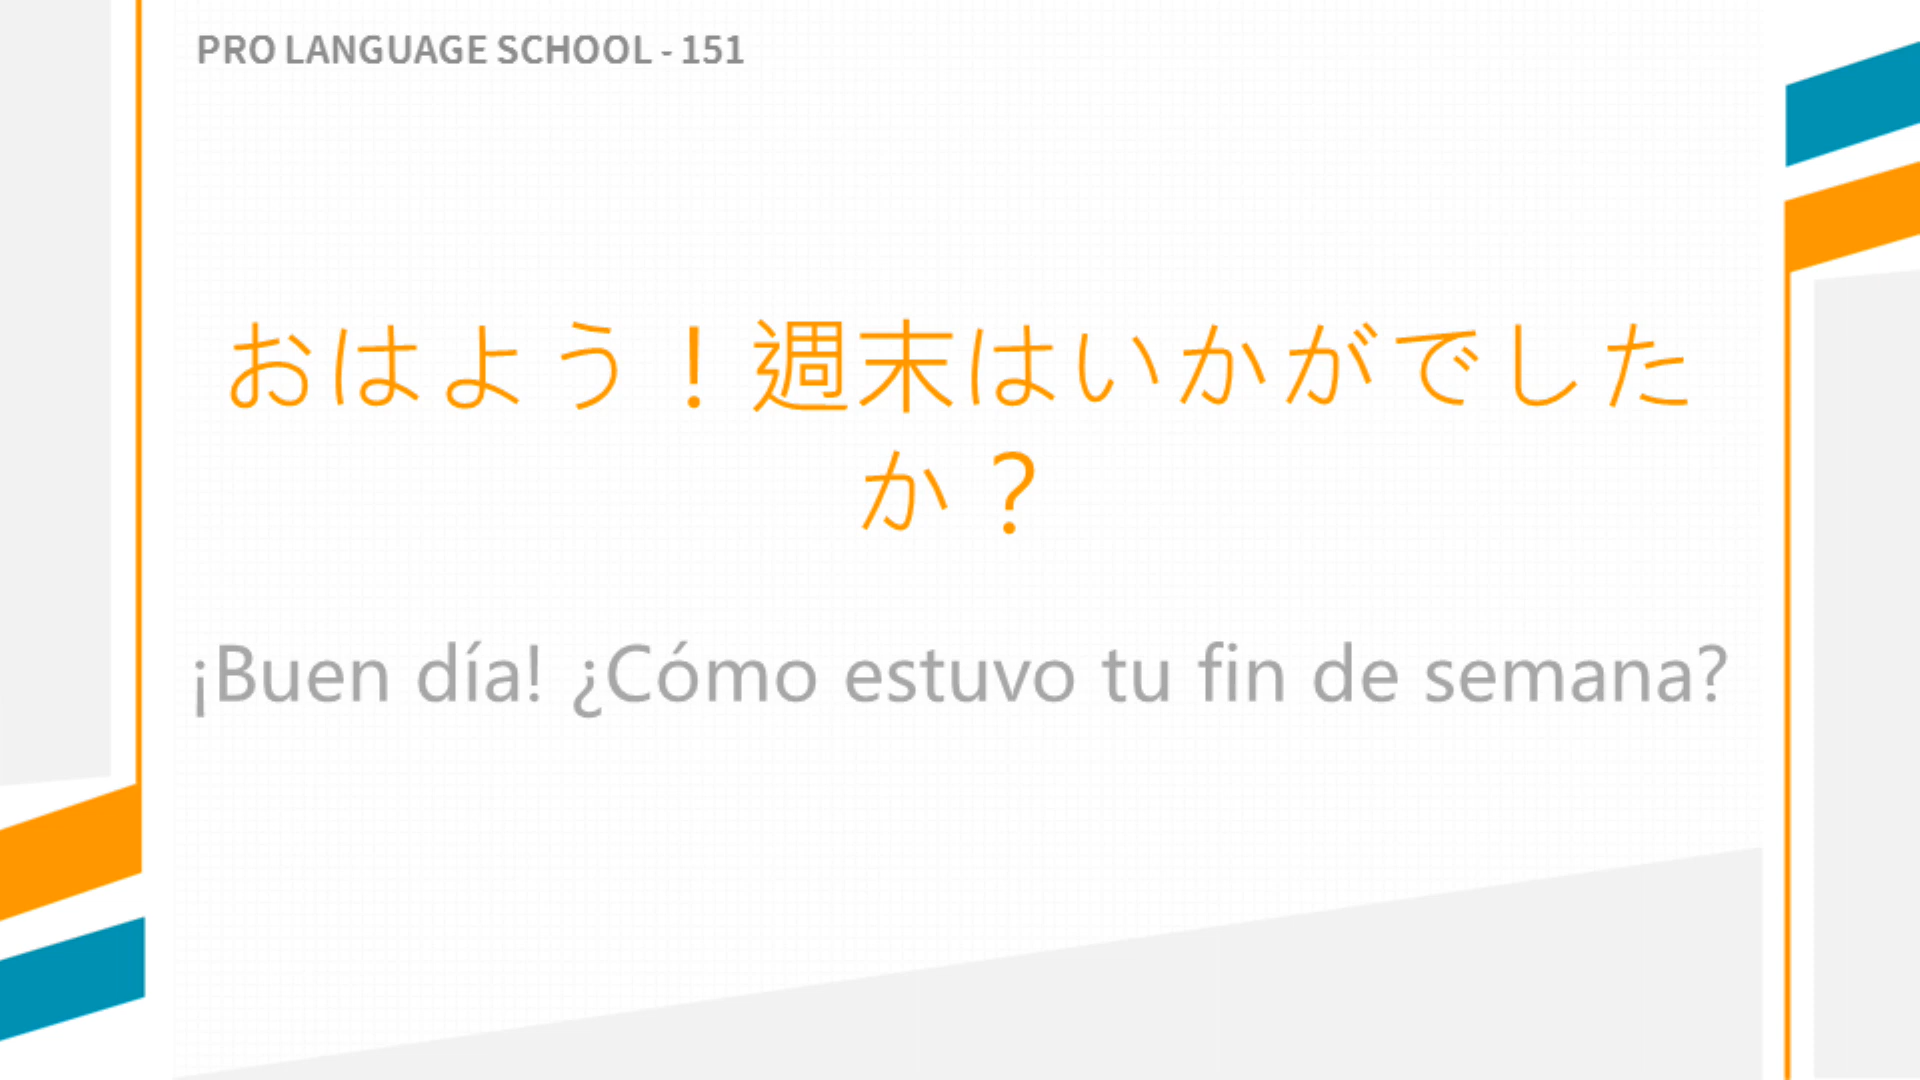 PRO LANGUAGE SCHOOL - 151
おはよう！週末はいかがでした
か？
¡Buen día! ¿Cómo estuvo tu fin de semana?